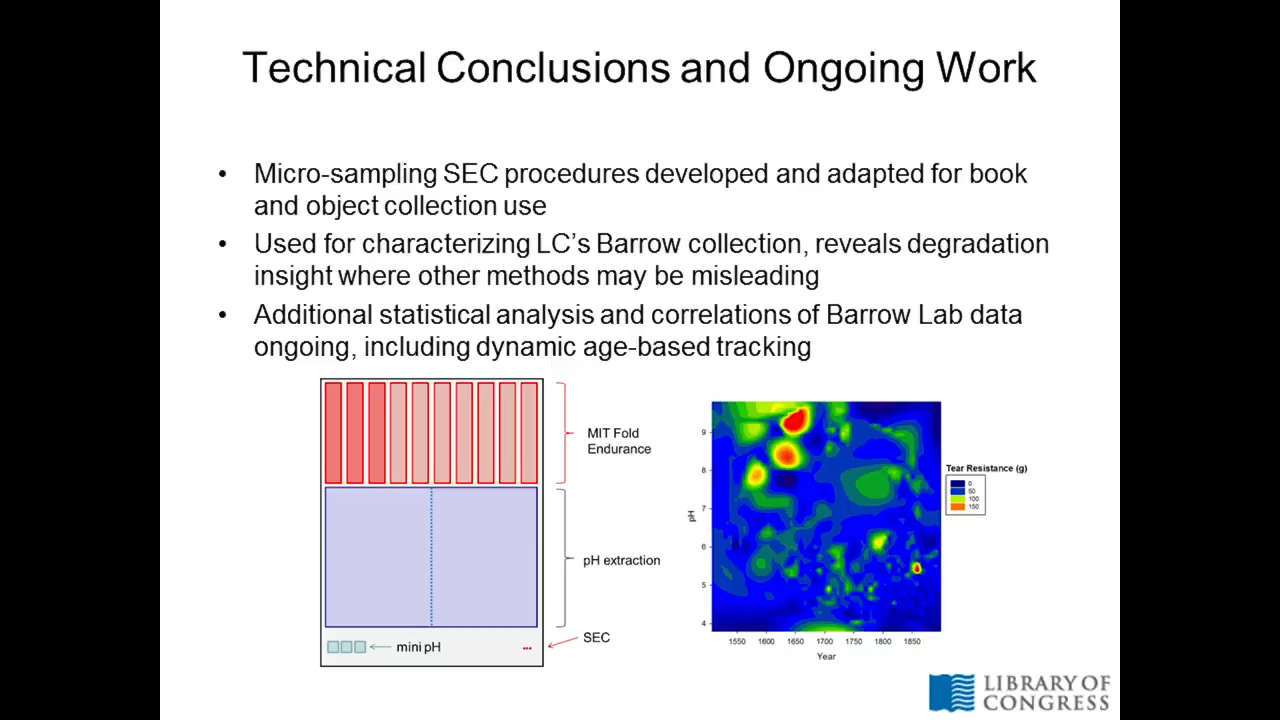 Technical Conclusions and Ongoing Work
• Micro-sampling SEC procedures developed and adapted for book
and object collection use
• Used for characterizing LC's Barrow collection, reveals degradation
insight where other methods may be misleading
• Additional statistical analysis and correlations of Barrow Lab data
ongoing, including dynamic age-based tracking
MIT Fold
Endurance
pH extraction
mini pH
SEC
pH
9
8
7
6
5
4
1550 1600 1650 1700 1750 1800 1850
Year
Tear Resistance (g)
0
50
100
150
LIBRARY OF
CONGRESS